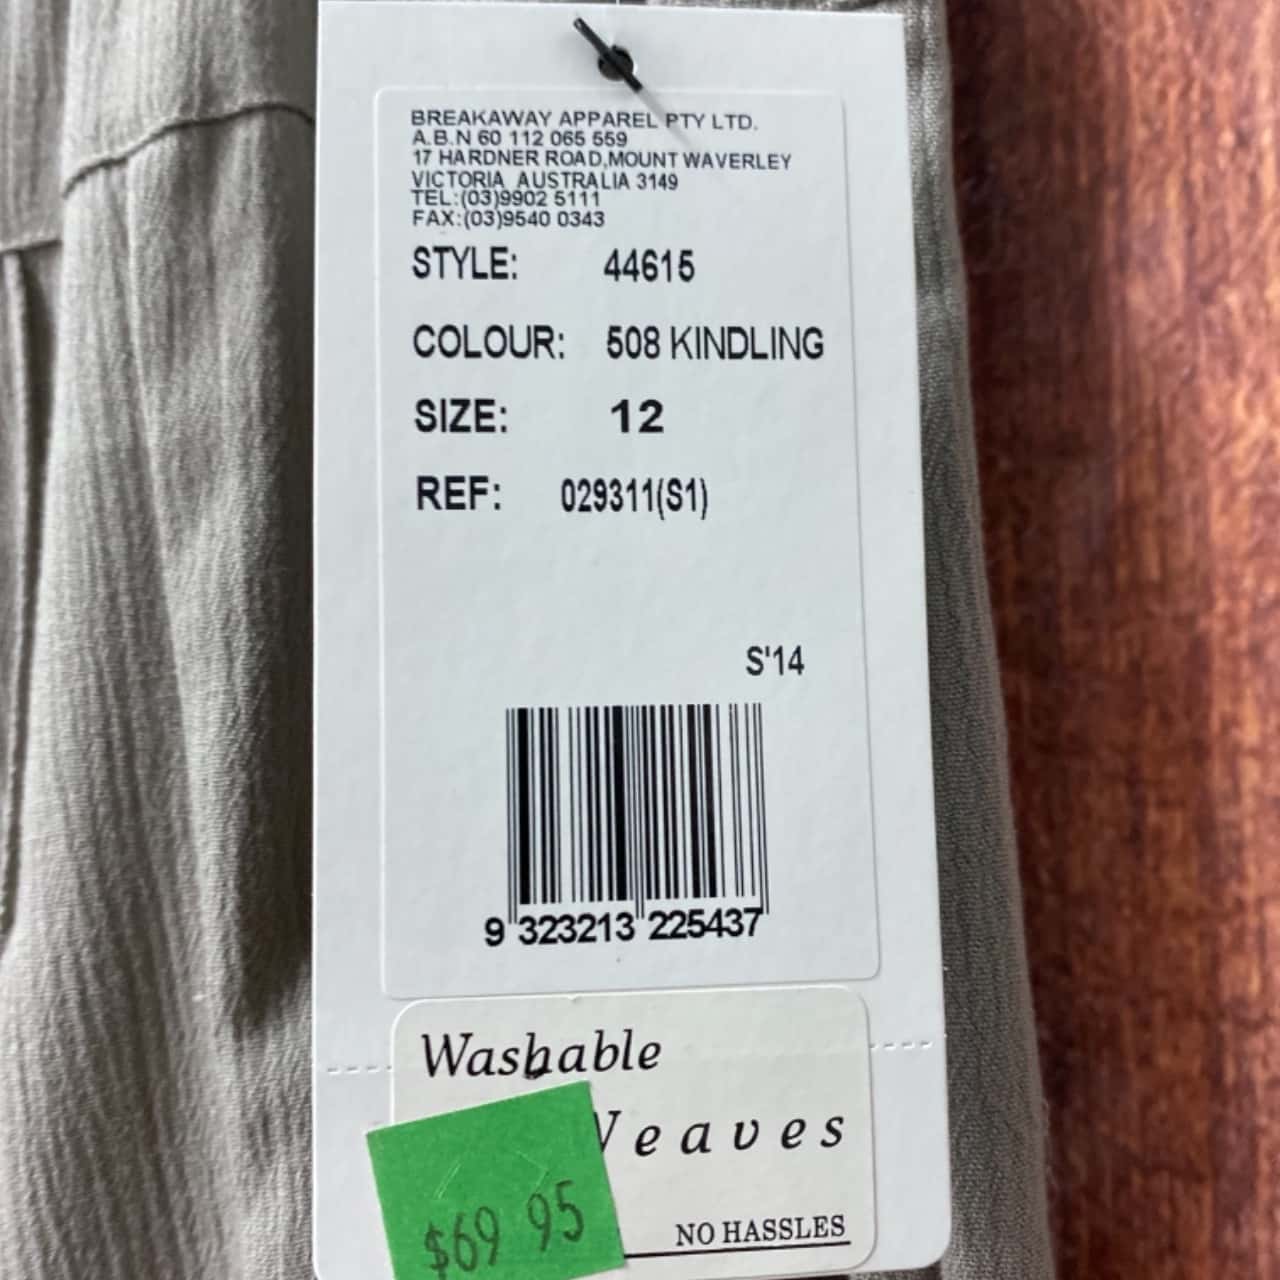 BREAKAWAY APPAREL PTY LTD.
A.B.N 60 112 065 559
17 HARDNER ROAD,MOUNT WAVERLEY
VICTORIA AUSTRALIA 3149
TEL:(03)9902 5111
FAX:(03)9540 0343
STYLE: 44615
COLOUR: 508 KINDLING
SIZE: 12
REF: 029311(S1)
S'14
9 323213 225437
Washable
Weaves
$69 95
NO HASSLES